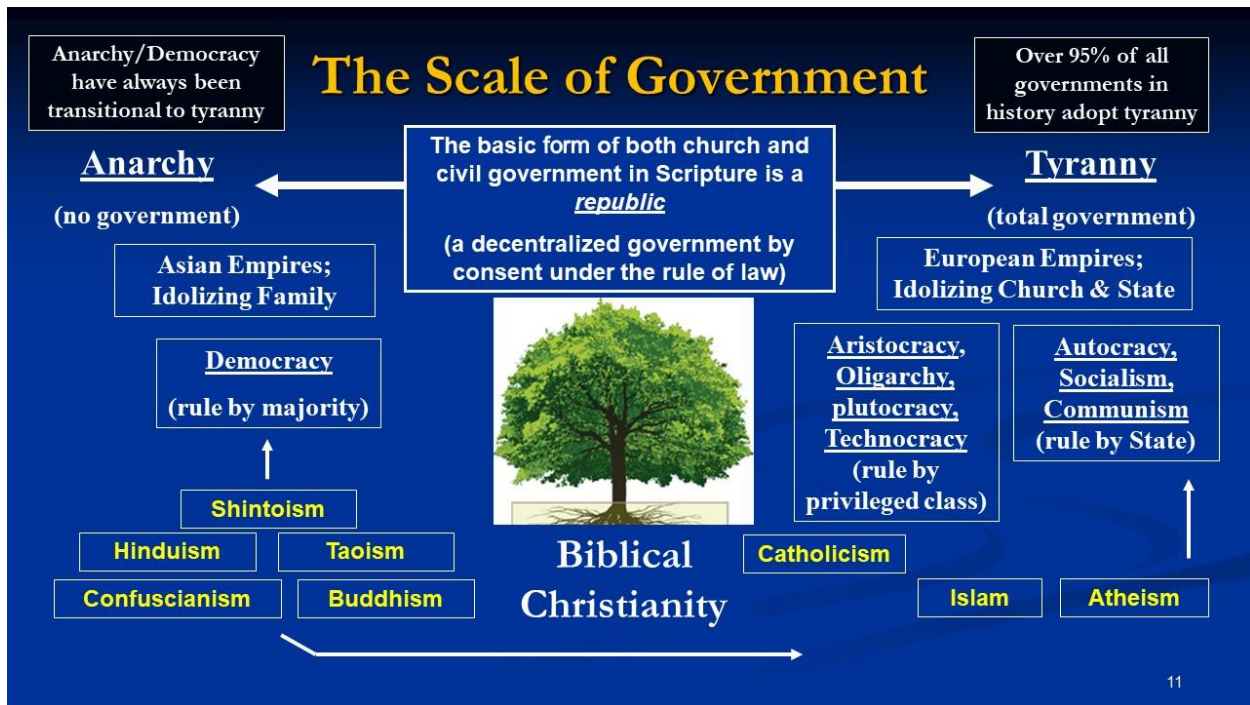 The Scale of Government
Anarchy/Democracy
have always been
transitional to tyranny
Over 95% of all
governments in
history adopt tyranny
Anarchy
(no government)
The basic form of both church and
civil government in Scripture is a
republic
(a decentralized government by
consent under the rule of law)
Tyranny
(total government)
Asian Empires;
Idolizing Family
European Empires;
Idolizing Church & State
Democracy
(rule by majority)
Aristocracy,
Oligarchy,
plutocracy,
Technocracy
(rule by
privileged class)
Autocracy,
Socialism,
Communism
(rule by State)
Shintoism
Hinduism
Taoism
Confuscianism
Buddhism
Biblical
Christianity
Catholicism
Islam
Atheism
11